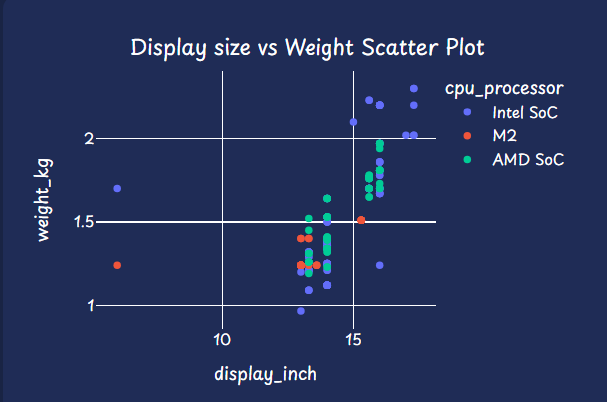 Display size vs Weight Scatter Plot
cpu_processor
Intel SoC
M2
AMD SoC
weight_kg
2
1.5
1
10
15
display_inch